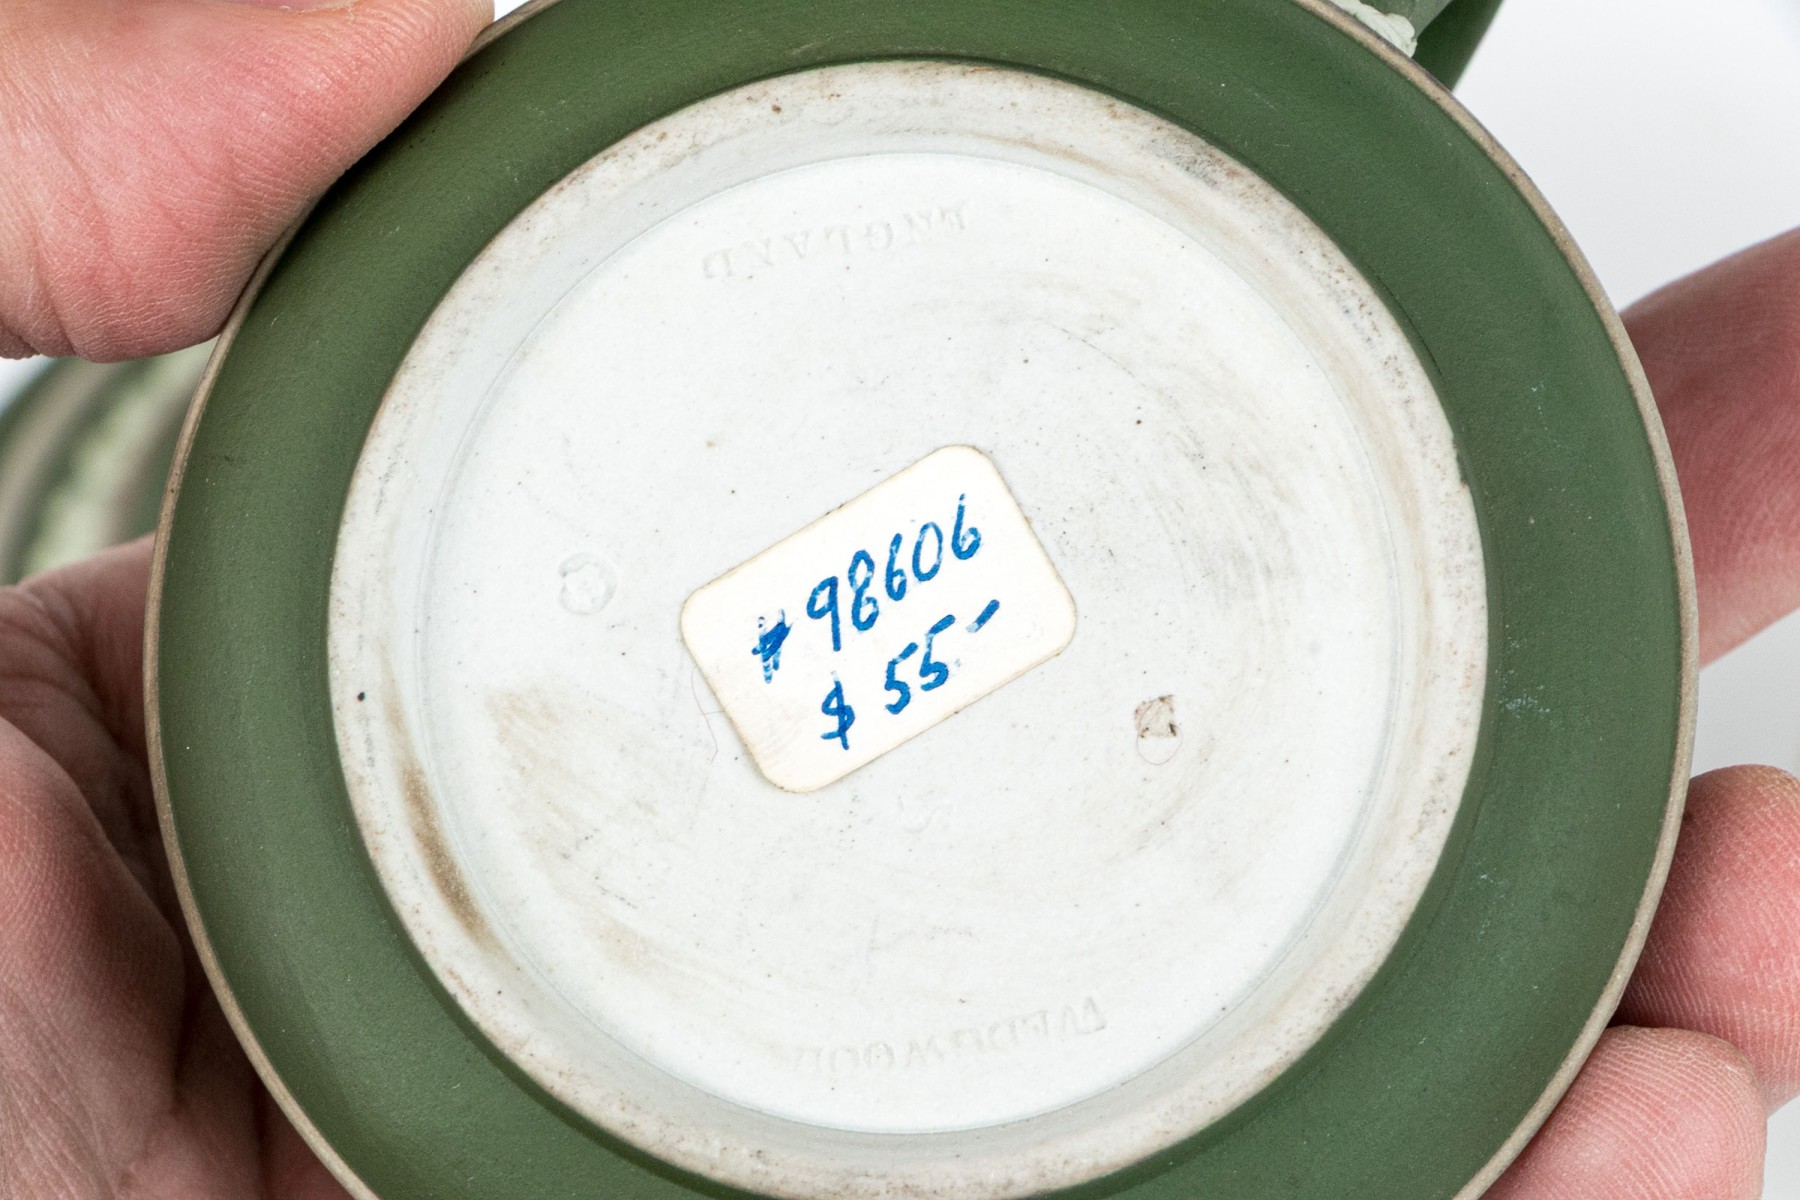 ENGLAND
# 98606
$ 55-
WEDGWOOD